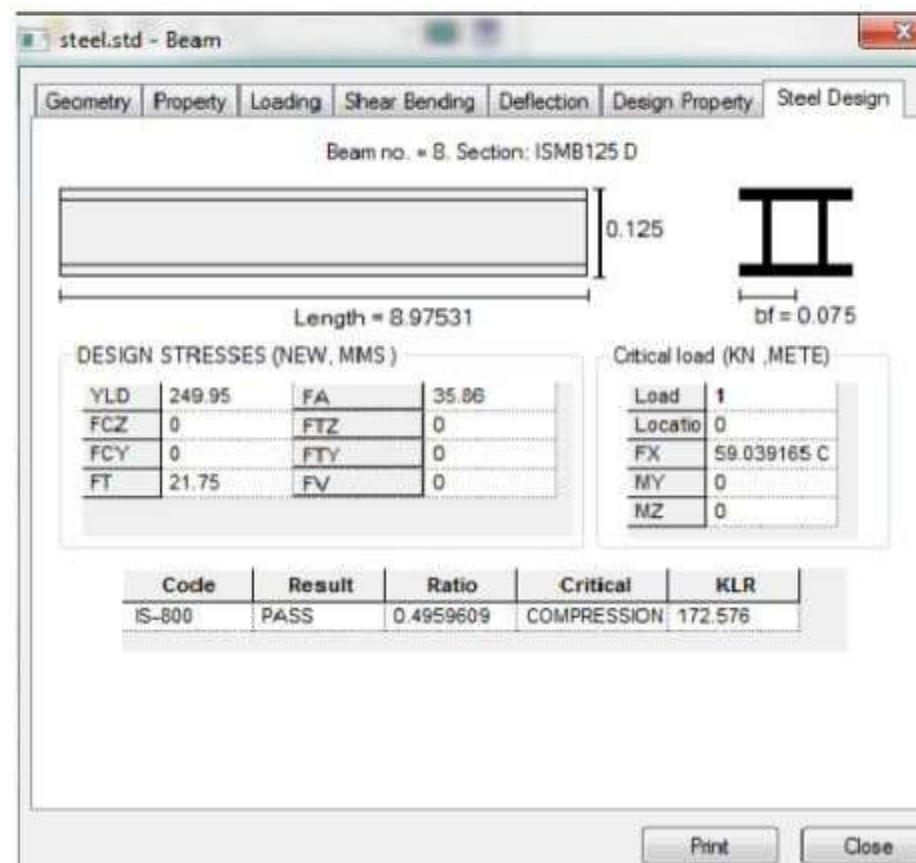 steel.std - Beam
Geometry Property Loading Shear Bending Deflection Design Property Steel Design
Beam no. = 8. Section: ISMB125 D
0.125
Length = 8.97531
bf = 0.075
DESIGN STRESSES (NEW, MMS )
Critical load (KN ,METE)
YLD 249.95 FA 35.86
FCZ 0 FTZ 0
FCY 0 FTY 0
FT 21.75 FV 0
Load 1
Locatio 0
FX 59.039165 C
MY 0
MZ 0
Code Result Ratio Critical KLR
IS-800 PASS 0.4959609 COMPRESSION 172.576
Print Close